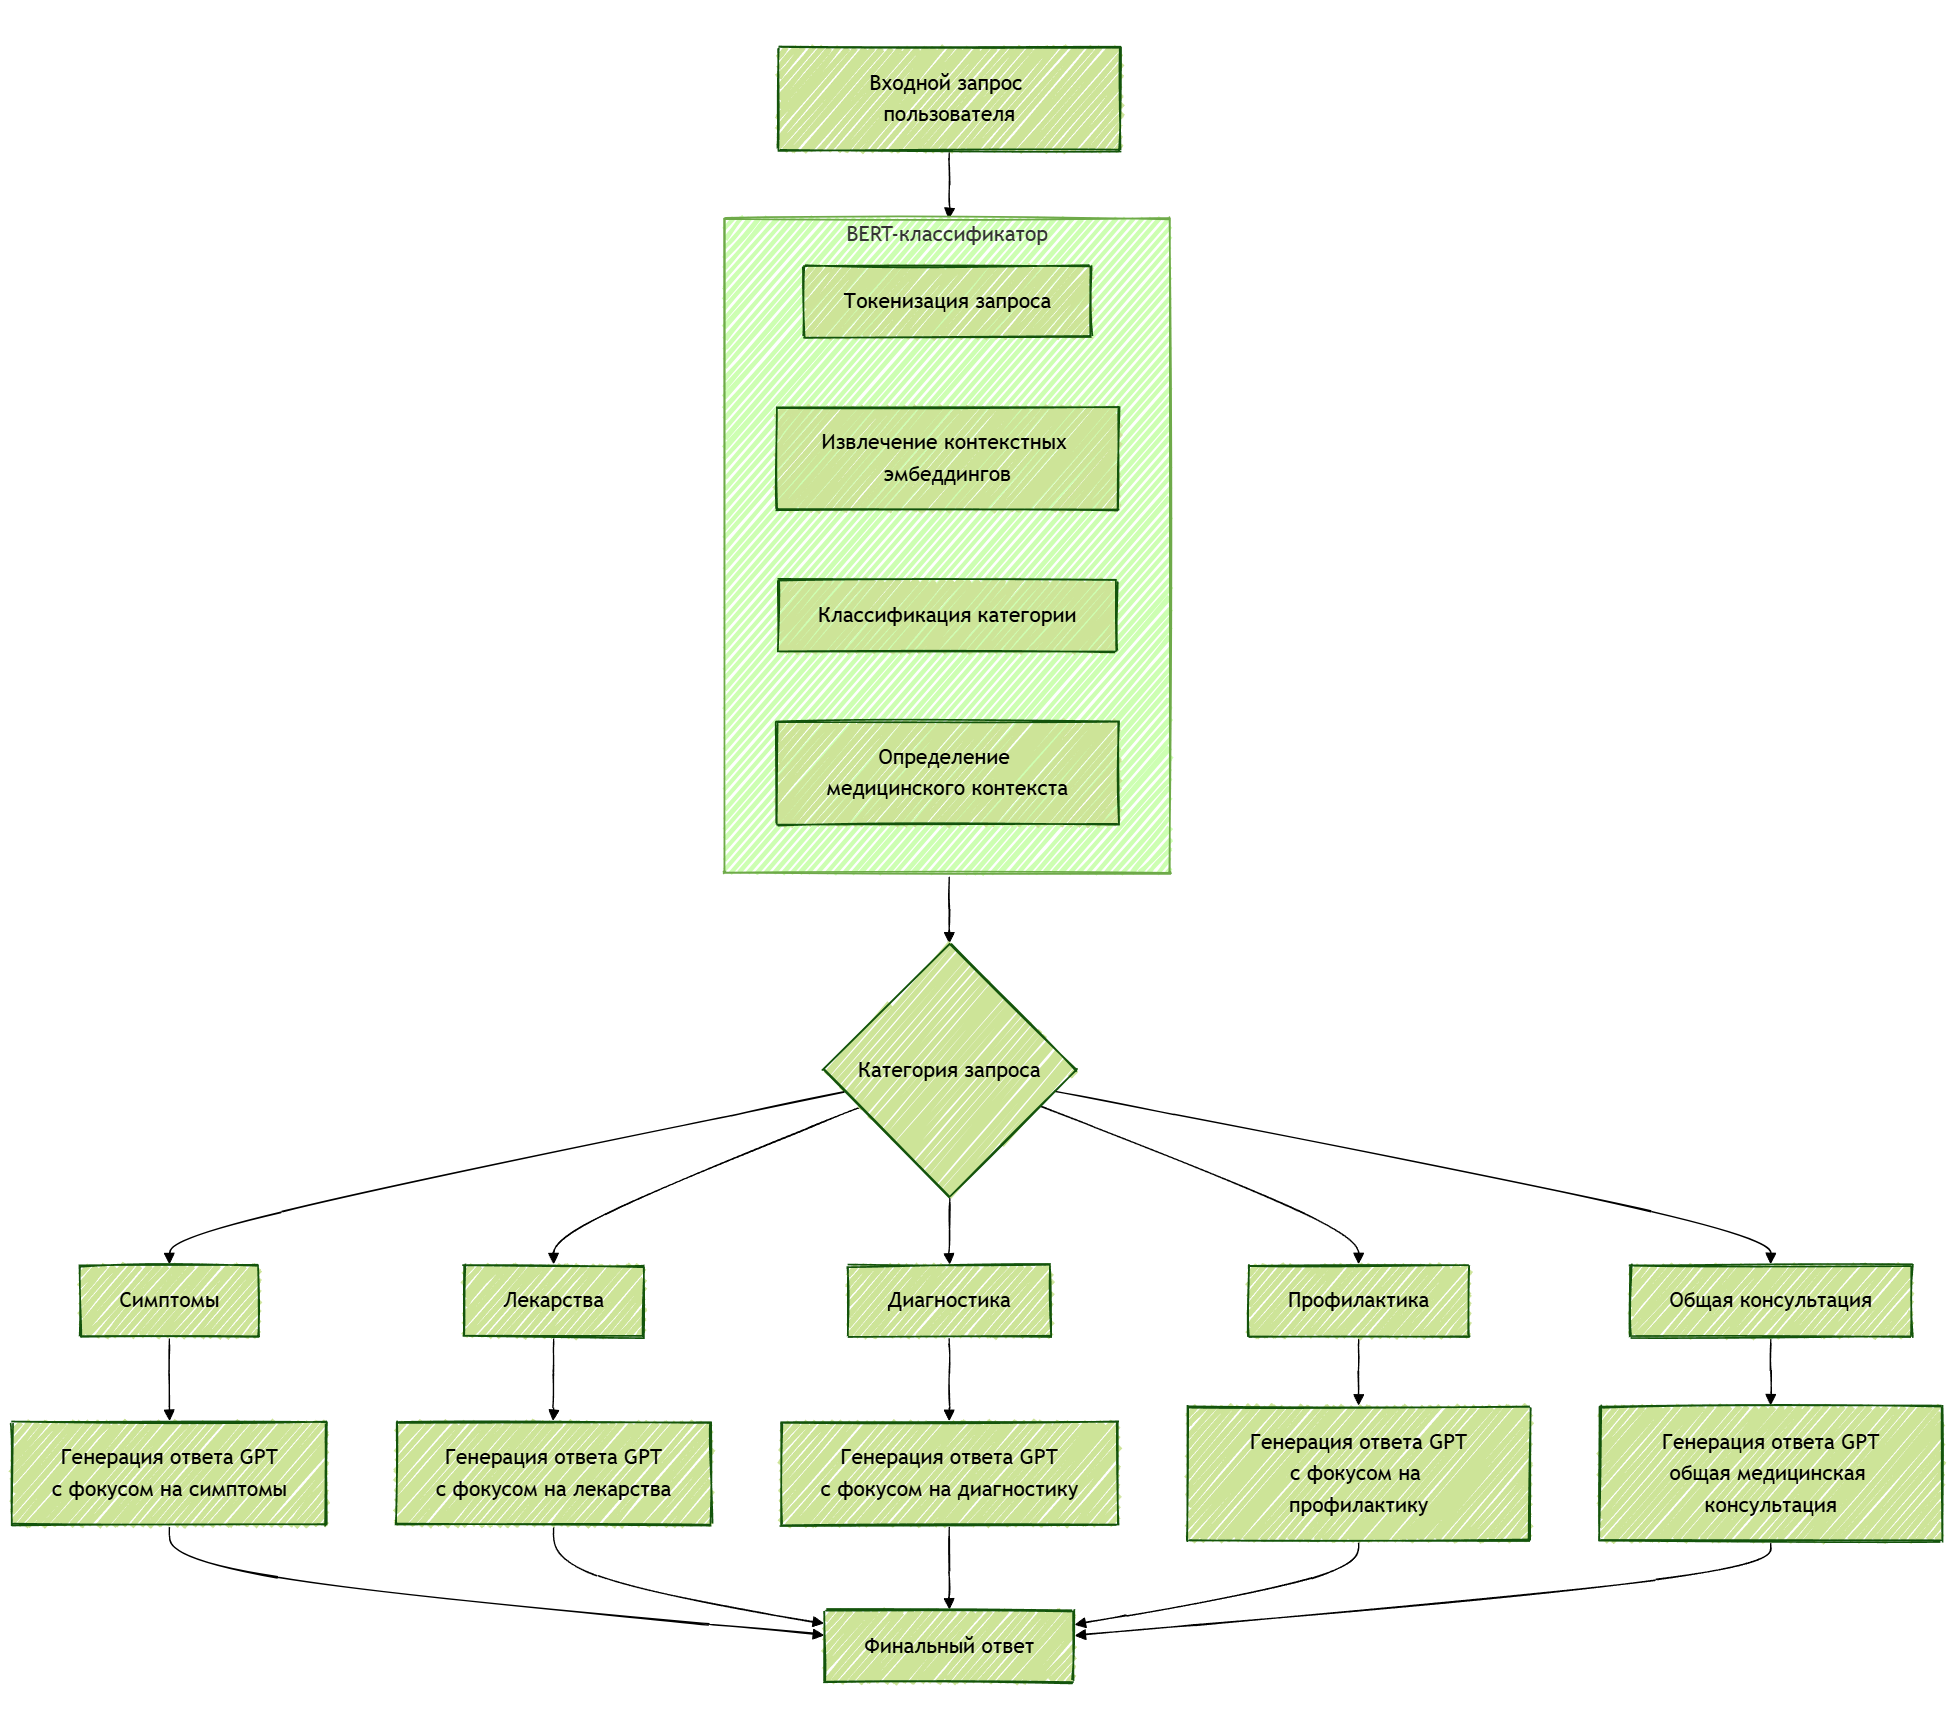 Входной запрос
пользователя
BERT-классификатор
Токенизация запроса
Извлечение контекстных
эмбеддингов
Классификация категории
Определение
медицинского контекста
Категория запроса
Симптомы
Лекарства
Диагностика
Профилактика
Общая консультация
Генерация ответа GPT
с фокусом на симптомы
Генерация ответа GPT
с фокусом на лекарства
Генерация ответа GPT
с фокусом на диагностику
Генерация ответа GPT
с фокусом на
профилактику
Генерация ответа GPT
общая медицинская
консультация
Финальный ответ